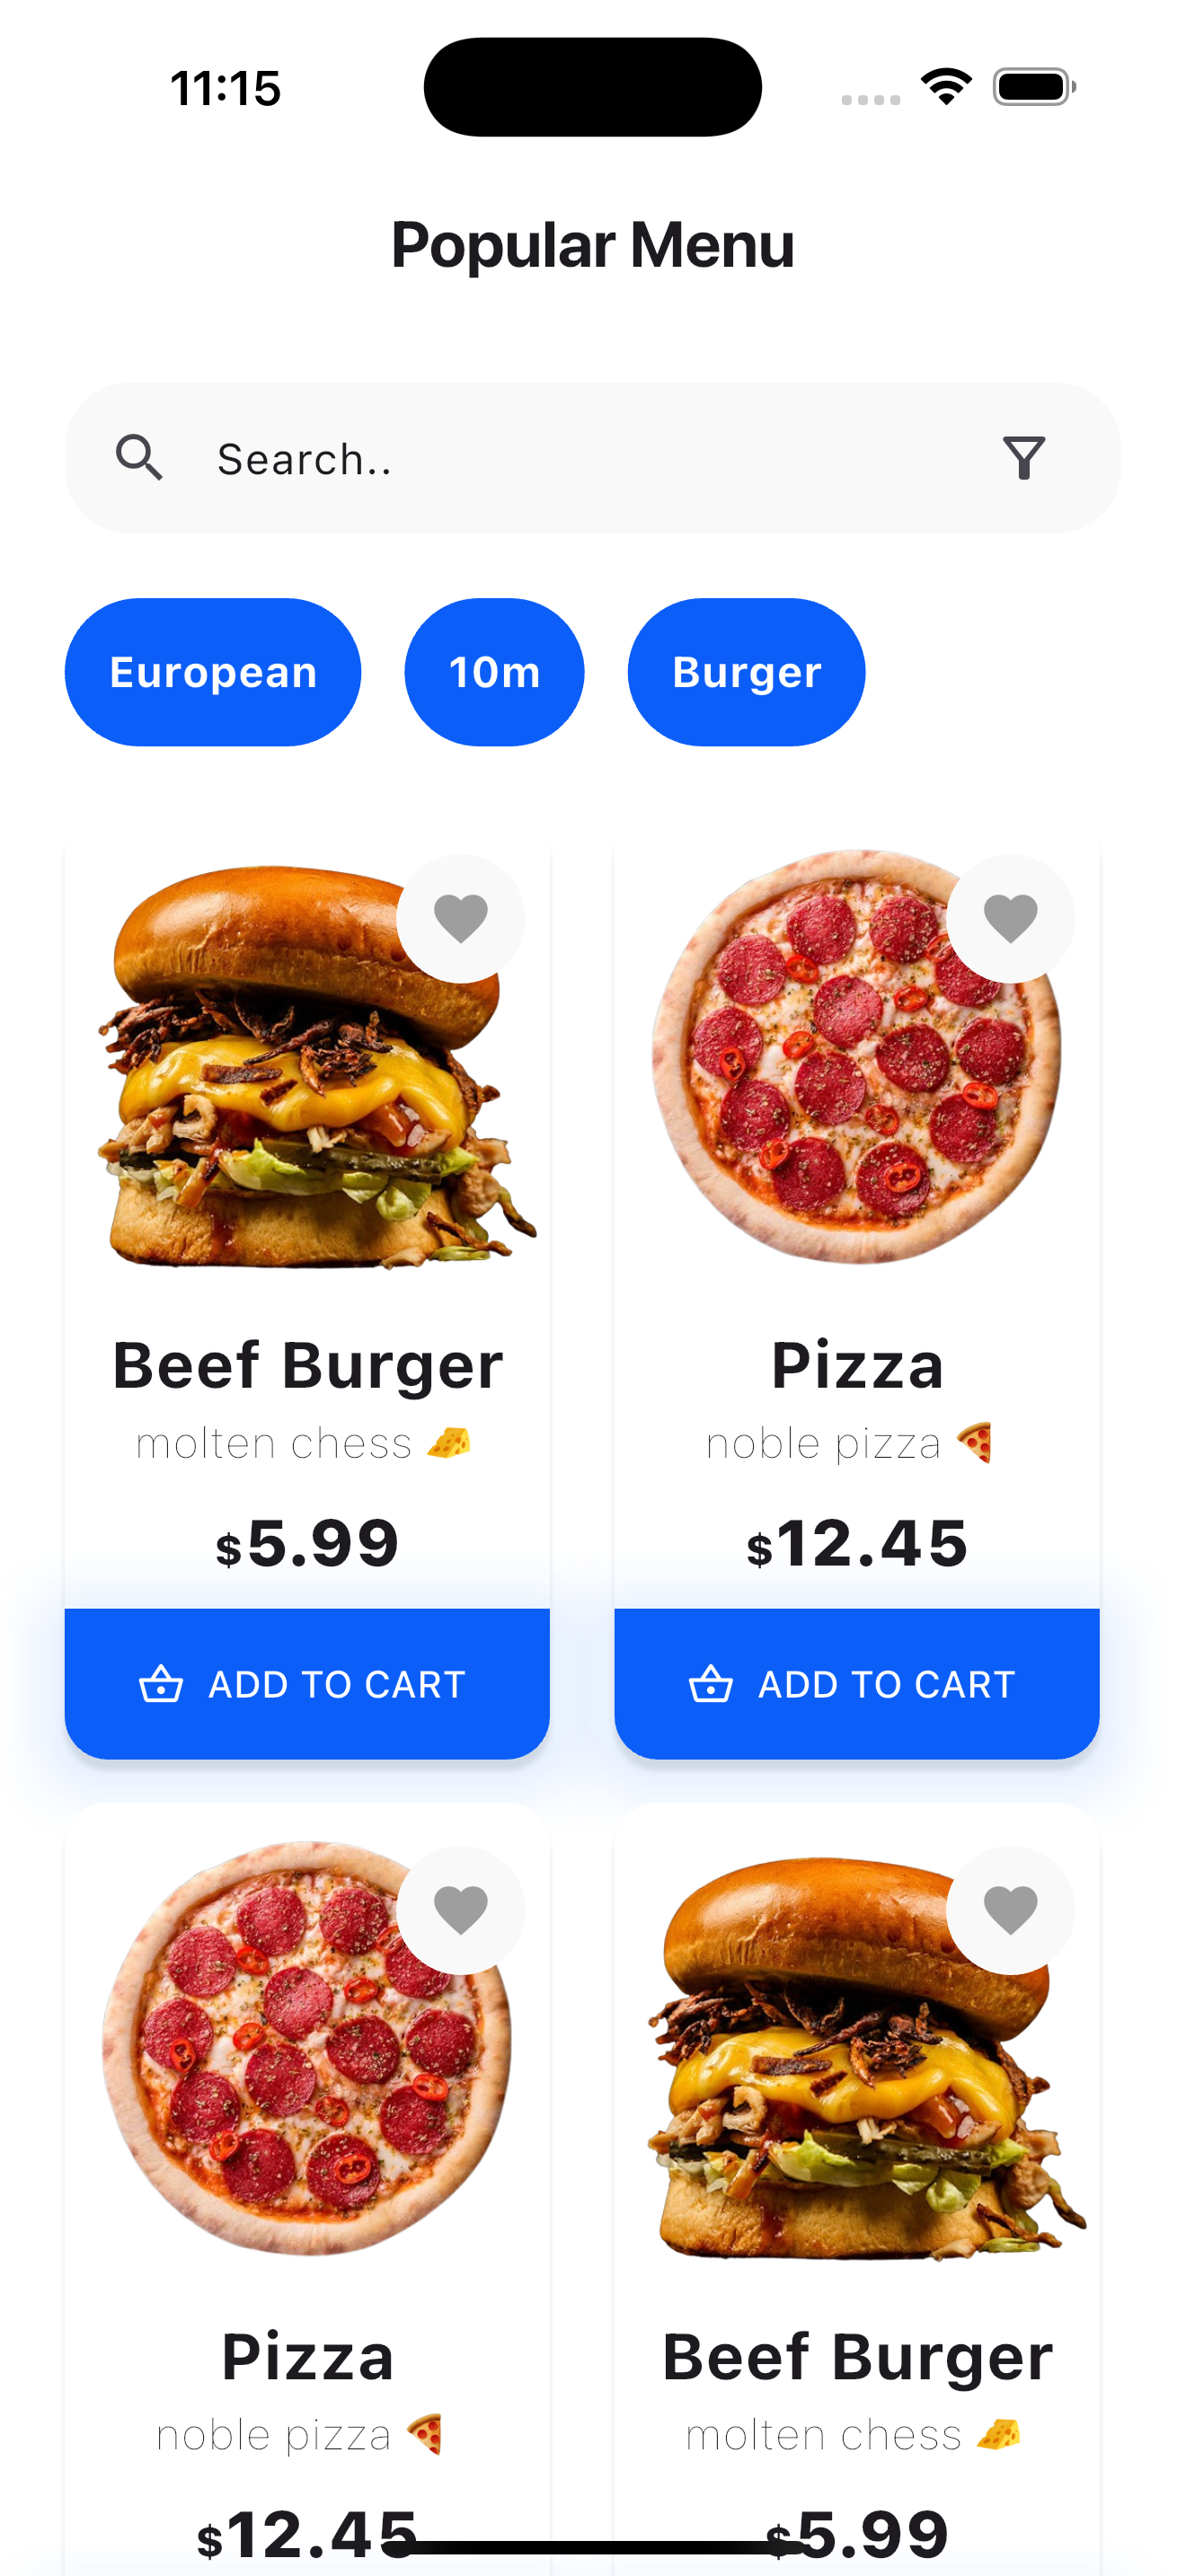 11:15
Popular Menu
Search..
European 10m Burger
Beef Burger
molten chess 🧀
$5.99
ADD TO CART
Pizza
noble pizza 🍕
$12.45
ADD TO CART
Pizza
noble pizza 🍕
$12.45
Beef Burger
molten chess 🧀
$5.99